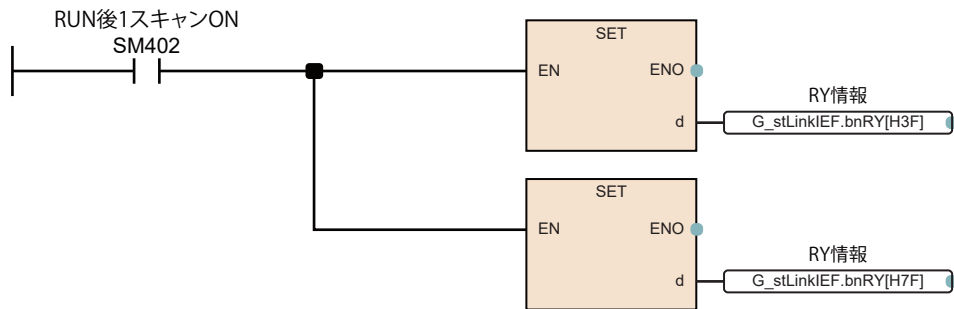 RUN後1スキャンON
SM402
SET
EN
ENO
d
RY情報
G_stLinkIEF.bnRY[H3F]
SET
EN
ENO
d
RY情報
G_stLinkIEF.bnRY[H7F]